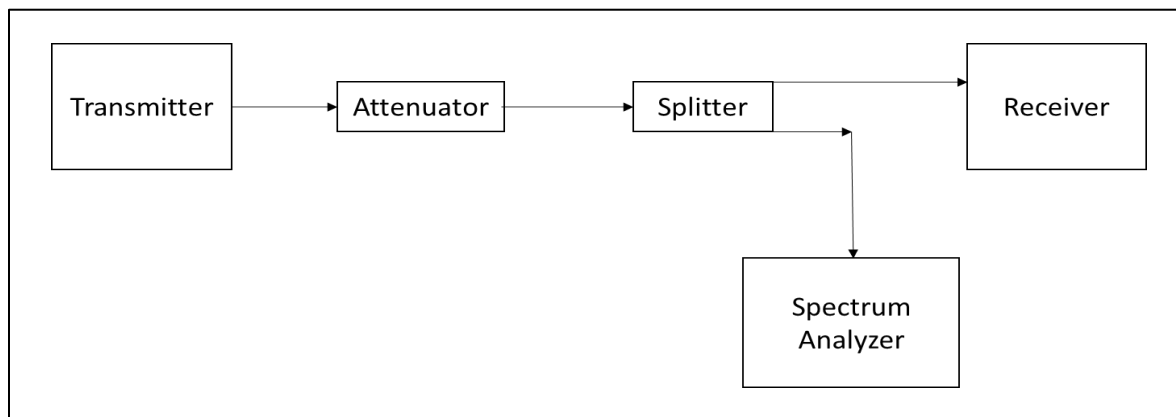 Transmitter
Attenuator
Splitter
Receiver
Spectrum
Analyzer